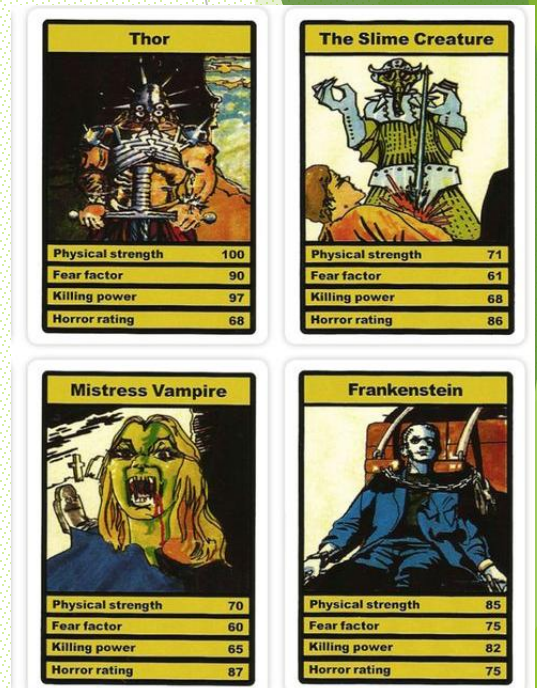 Thor
Physical strength 100
Fear factor 90
Killing power 97
Horror rating 68
The Slime Creature
Physical strength 71
Fear factor 61
Killing power 68
Horror rating 86
Mistress Vampire
Physical strength 70
Fear factor 60
Killing power 65
Horror rating 87
Frankenstein
Physical strength 85
Fear factor 75
Killing power 82
Horror rating 75